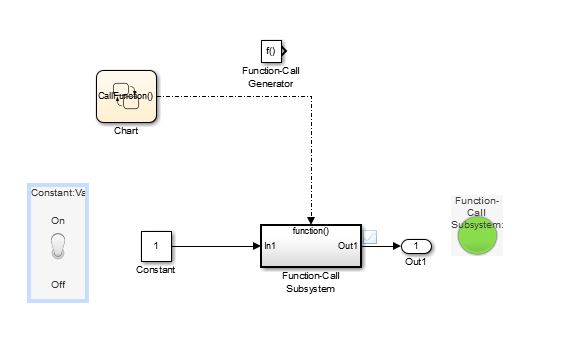 f()
Function-Call
Generator
CallFunction()
Chart
Constant:Va
On
Off
1
Constant
function()
In1
Out1
Function-Call
Subsystem
1
Out1
Function-
Call
Subsystem: